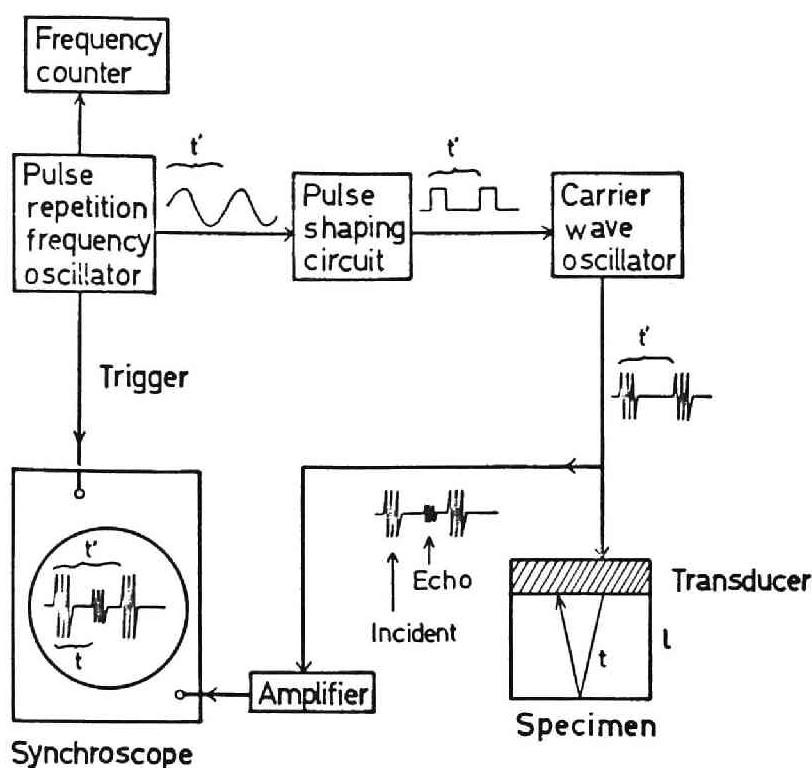 Frequency
counter
t'
t'
Pulse
repetition
frequency
oscillator
Pulse
shaping
circuit
Carrier
wave
oscillator
t'
Trigger
t'
t
Echo
Incident
Transducer
l
t
Amplifier
Specimen
Synchroscope